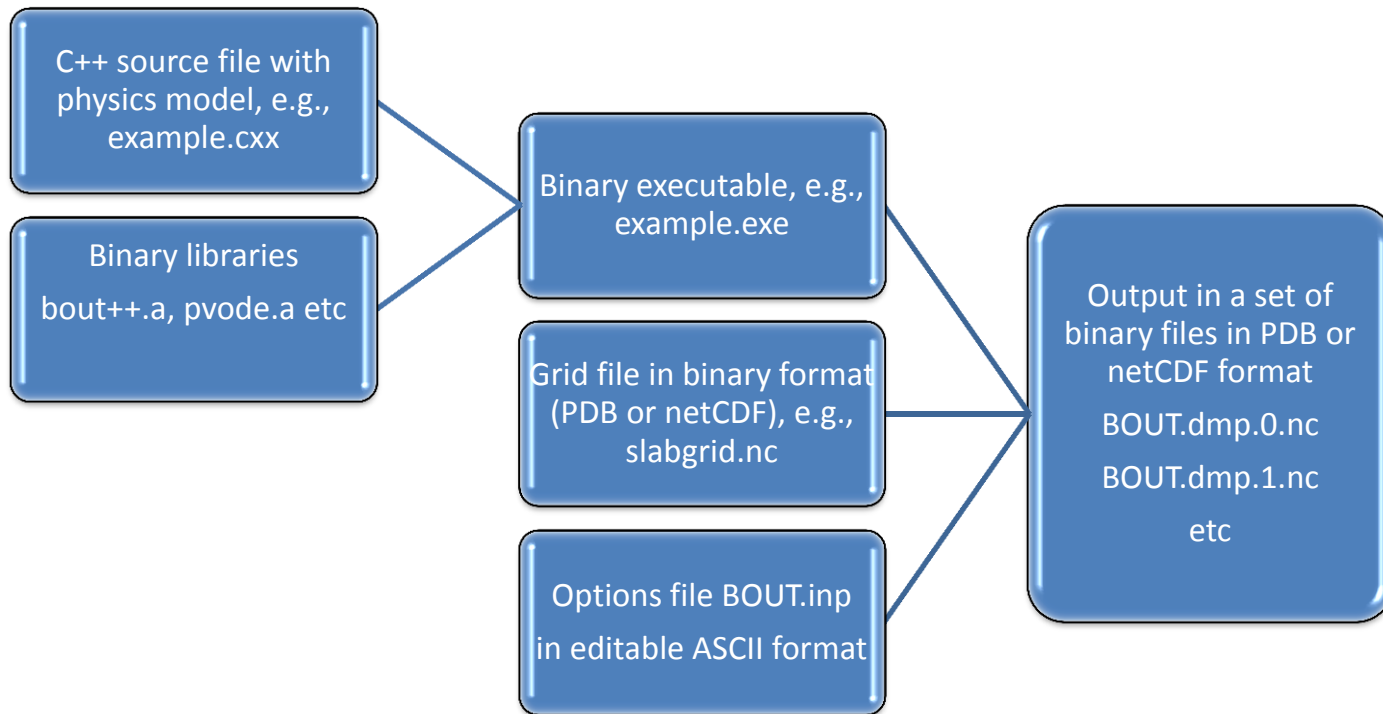 C++ source file with
physics model, e.g.,
example.cxx
Binary libraries
bout++.a, pvode.a etc
Binary executable, e.g.,
example.exe
Grid file in binary format
(PDB or netCDF), e.g.,
slabgrid.nc
Options file BOUT.inp
in editable ASCII format
Output in a set of
binary files in PDB or
netCDF format
BOUT.dmp.0.nc
BOUT.dmp.1.nc
etc